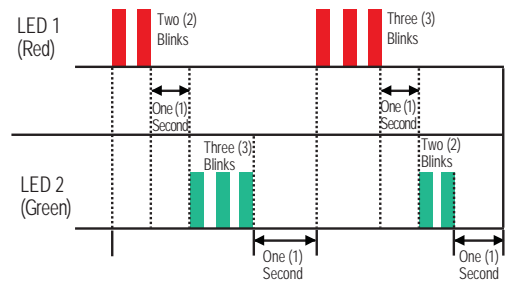 LED 1
(Red)
Two (2)
Blinks
Three (3)
Blinks
One (1)
Second
One (1)
Second
LED 2
(Green)
Three (3)
Blinks
Two (2)
Blinks
One (1)
Second
One (1)
Second